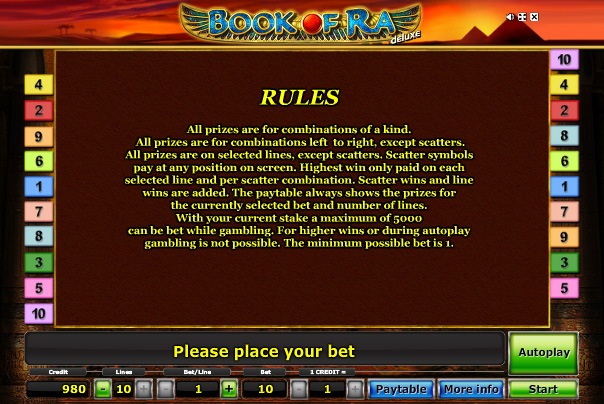 BOOK OF RA
deluxe
RULES
All prizes are for combinations of a kind.
All prizes are for combinations left to right, except scatters.
All prizes are on selected lines, except scatters. Scatter symbols
pay at any position on screen. Highest win only paid on each
selected line and per scatter combination. Scatter wins and line
wins are added. The paytable always shows the prizes for
the currently selected bet and number of lines.
With your current stake a maximum of 5000
can be bet while gambling. For higher wins or during autoplay
gambling is not possible. The minimum possible bet is 1.
4
2
9
6
1
7
8
3
5
10
10
4
2
8
6
1
7
9
3
5
Please place your bet
Autoplay
Credit Lines Bet/Line Bet 1 CREDIT =
980 - 10 + - 1 + 10 - 1 + Paytable More info Start